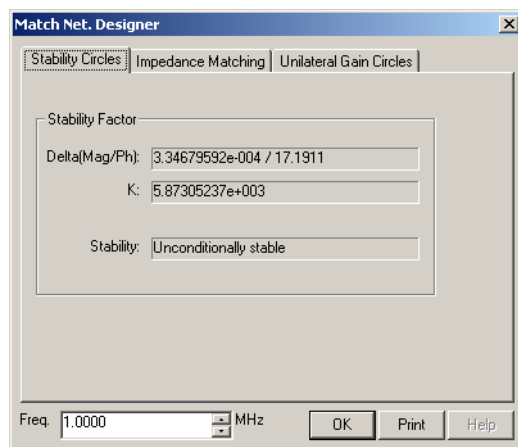 Match Net. Designer
Stability Circles Impedance Matching Unilateral Gain Circles
Stability Factor
Delta(Mag/Ph): 3.34679592e-004 / 17.1911
K: 5.87305237e+003
Stability: Unconditionally stable
Freq. 1.0000 MHz OK Print Help